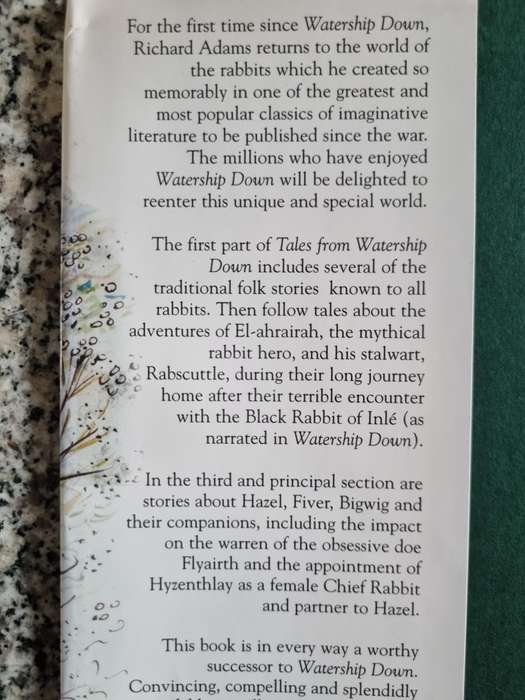 For the first time since Watership Down,
Richard Adams returns to the world of
the rabbits which he created so
memorably in one of the greatest and
most popular classics of imaginative
literature to be published since the war.
The millions who have enjoyed
Watership Down will be delighted to
reenter this unique and special world.
The first part of Tales from Watership
Down includes several of the
traditional folk stories known to all
rabbits. Then follow tales about the
adventures of El-ahrairah, the mythical
rabbit hero, and his stalwart,
Rabscuttle, during their long journey
home after their terrible encounter
with the Black Rabbit of Inlé (as
narrated in Watership Down).
In the third and principal section are
stories about Hazel, Fiver, Bigwig and
their companions, including the impact
on the warren of the obsessive doe
Flyairth and the appointment of
Hyzenthlay as a female Chief Rabbit
and partner to Hazel.
This book is in every way a worthy
successor to Watership Down.
Convincing, compelling and splendidly